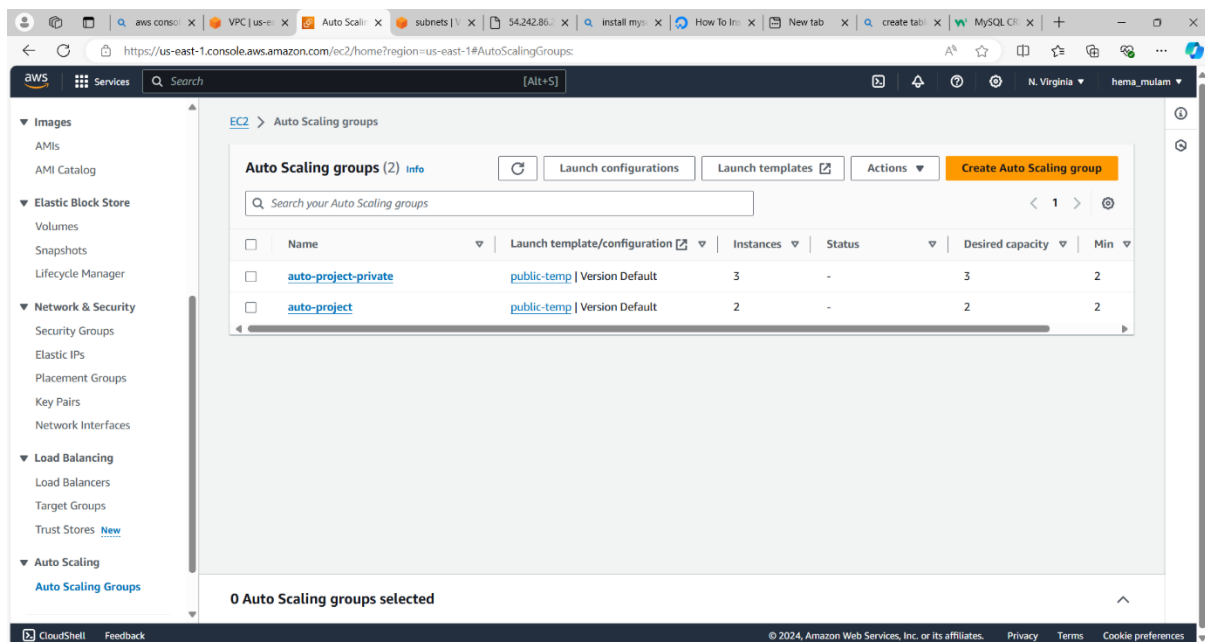 aws consol
VPC | us-ea
Auto Scalin
subnets | V
54.242.86.2
install mys
How To Ins
New tab
create tabl
MySQL CR
https://us-east-1.console.aws.amazon.com/ec2/home?region=us-east-1#AutoScalingGroups:
aws Services Search [Alt+S] N. Virginia hema_mulam
Images
AMIs
AMI Catalog
Elastic Block Store
Volumes
Snapshots
Lifecycle Manager
Network & Security
Security Groups
Elastic IPs
Placement Groups
Key Pairs
Network Interfaces
Load Balancing
Load Balancers
Target Groups
Trust Stores New
Auto Scaling
Auto Scaling Groups
EC2 > Auto Scaling groups
Auto Scaling groups (2) Info Launch configurations Launch templates Actions Create Auto Scaling group
Search your Auto Scaling groups 1
Name Launch template/configuration Instances Status Desired capacity Min
auto-project-private public-temp | Version Default 3 - 3 2
auto-project public-temp | Version Default 2 - 2 2
0 Auto Scaling groups selected
CloudShell Feedback © 2024, Amazon Web Services, Inc. or its affiliates. Privacy Terms Cookie preferences